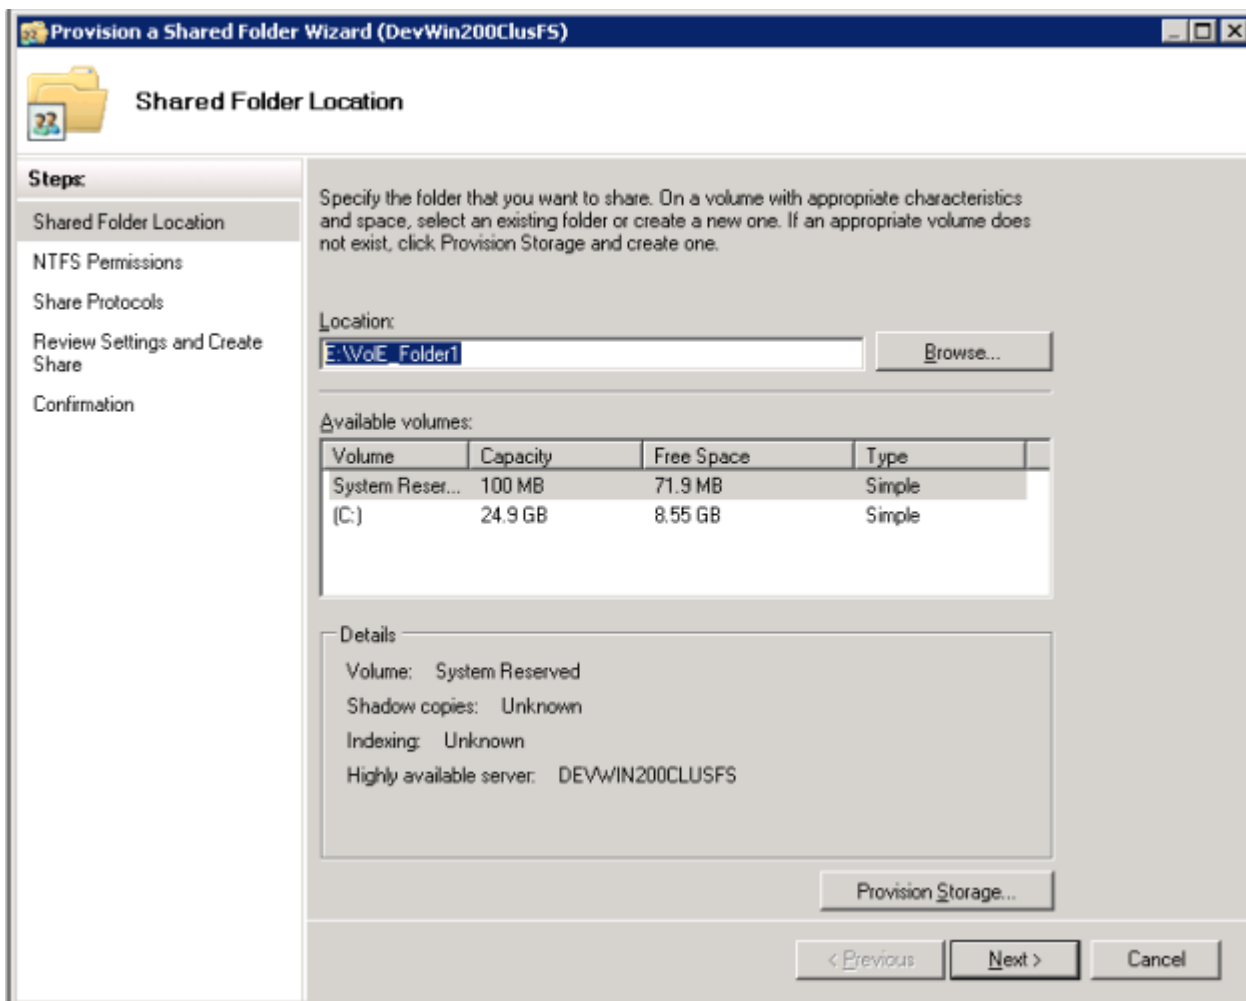 Provision a Shared Folder Wizard (DevWin200ClusFS)
Shared Folder Location
Steps:
Shared Folder Location
NTFS Permissions
Share Protocols
Review Settings and Create
Share
Confirmation
Specify the folder that you want to share. On a volume with appropriate characteristics
and space, select an existing folder or create a new one. If an appropriate volume does
not exist, click Provision Storage and create one.
Location:
E:\VolE_Folder1
Browse...
Available volumes:
Volume Capacity Free Space Type
System Reser... 100 MB 71.9 MB Simple
(C:) 24.9 GB 8.55 GB Simple
Details
Volume: System Reserved
Shadow copies: Unknown
Indexing: Unknown
Highly available server: DEVWIN200CLUSFS
Provision Storage...
< Previous Next > Cancel